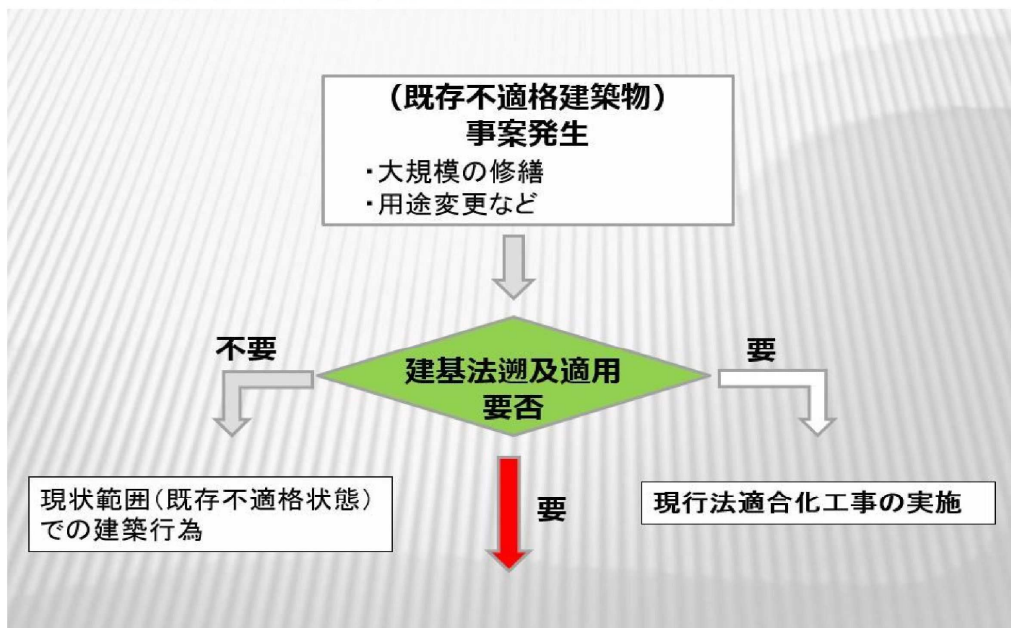 （既存不適格建築物）
事案発生
・大規模の修繕
・用途変更など
不要
建基法遡及適用
要否
要
現状範囲（既存不適格状態）
での建築行為
要
現行法適合化工事の実施